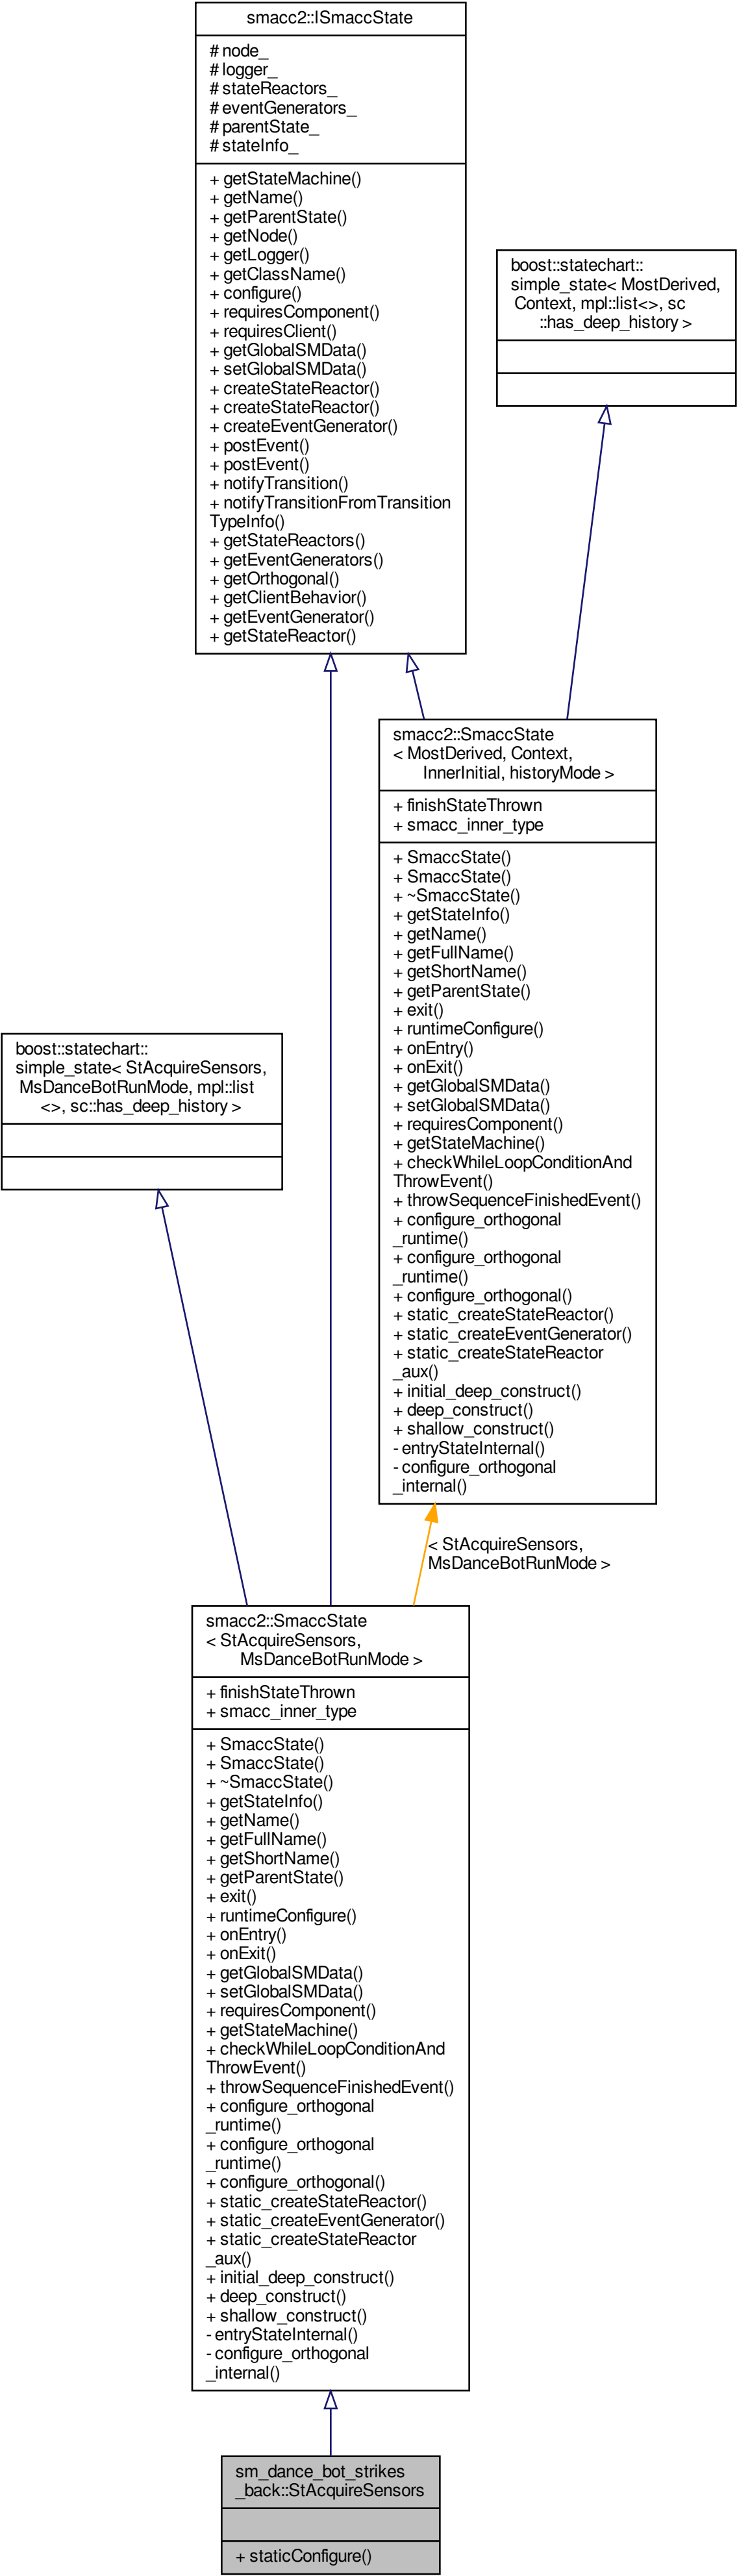 smacc2::ISmaccState
# node_
# logger_
# stateReactors_
# eventGenerators_
# parentState_
# stateInfo_
+ getStateMachine()
+ getName()
+ getParentState()
+ getNode()
+ getLogger()
+ getClassName()
+ configure()
+ requiresComponent()
+ requiresClient()
+ getGlobalSMData()
+ setGlobalSMData()
+ createStateReactor()
+ createStateReactor()
+ createEventGenerator()
+ postEvent()
+ postEvent()
+ notifyTransition()
+ notifyTransitionFromTransition
TypeInfo()
+ getStateReactors()
+ getEventGenerators()
+ getOrthogonal()
+ getClientBehavior()
+ getEventGenerator()
+ getStateReactor()
boost::statechart::
simple_state< MostDerived,
Context, mpl::list<>, sc
::has_deep_history >
smacc2::SmaccState
< MostDerived, Context,
InnerInitial, historyMode >
+ finishStateThrown
+ smacc_inner_type
+ SmaccState()
+ SmaccState()
+ ~SmaccState()
+ getStateInfo()
+ getName()
+ getFullName()
+ getShortName()
+ getParentState()
+ exit()
+ runtimeConfigure()
+ onEntry()
+ onExit()
+ getGlobalSMData()
+ setGlobalSMData()
+ requiresComponent()
+ getStateMachine()
+ checkWhileLoopConditionAnd
ThrowEvent()
+ throwSequenceFinishedEvent()
+ configure_orthogonal
_runtime()
+ configure_orthogonal
_runtime()
+ configure_orthogonal()
+ static_createStateReactor()
+ static_createEventGenerator()
+ static_createStateReactor
_aux()
+ initial_deep_construct()
+ deep_construct()
+ shallow_construct()
- entryStateInternal()
- configure_orthogonal
_internal()
boost::statechart::
simple_state< StAcquireSensors,
MsDanceBotRunMode, mpl::list
<>, sc::has_deep_history >
< StAcquireSensors,
MsDanceBotRunMode >
smacc2::SmaccState
< StAcquireSensors,
MsDanceBotRunMode >
+ finishStateThrown
+ smacc_inner_type
+ SmaccState()
+ SmaccState()
+ ~SmaccState()
+ getStateInfo()
+ getName()
+ getFullName()
+ getShortName()
+ getParentState()
+ exit()
+ runtimeConfigure()
+ onEntry()
+ onExit()
+ getGlobalSMData()
+ setGlobalSMData()
+ requiresComponent()
+ getStateMachine()
+ checkWhileLoopConditionAnd
ThrowEvent()
+ throwSequenceFinishedEvent()
+ configure_orthogonal
_runtime()
+ configure_orthogonal
_runtime()
+ configure_orthogonal()
+ static_createStateReactor()
+ static_createEventGenerator()
+ static_createStateReactor
_aux()
+ initial_deep_construct()
+ deep_construct()
+ shallow_construct()
- entryStateInternal()
- configure_orthogonal
_internal()
sm_dance_bot_strikes
_back::StAcquireSensors
+ staticConfigure()